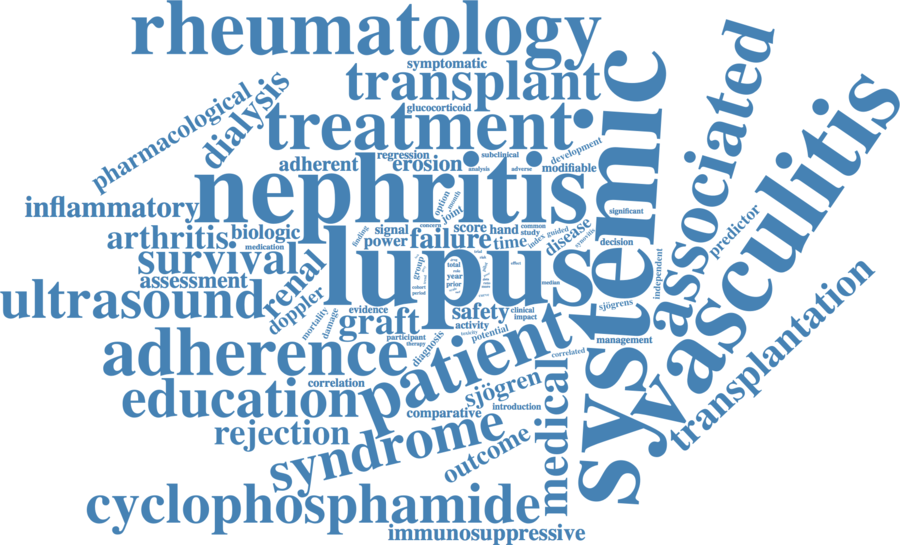 rheumatology
symptomatic
transplant
glucocorticoid
pharmacological
dialysis
treatment
systemic
associated
vasculitis
adherent
regression
erosion
subclinical
analysis
adverse
development
modifiable
nephritis
inflammatory
arthritis
biologic
medication
survival
assessment
ultrasound
renal
doppler
mortality
damage
finding
signal
power
failure
concern
option
month
joint
score
hand
time
common
study
index
guided
disease
synovitis
significant
decision
independent
predictor
lupus
group
total
year
prior
effect
median
cohort
period
evidence
graft
participant
therapy
diagnosis
safety
activity
toxicity
potential
clinical
impact
sjögrens
management
correlated
transplantation
adherence
patient
education
correlation
comparative
sjögren
introduction
medical
rejection
syndrome
outcome
cyclophosphamide
immunosuppressive